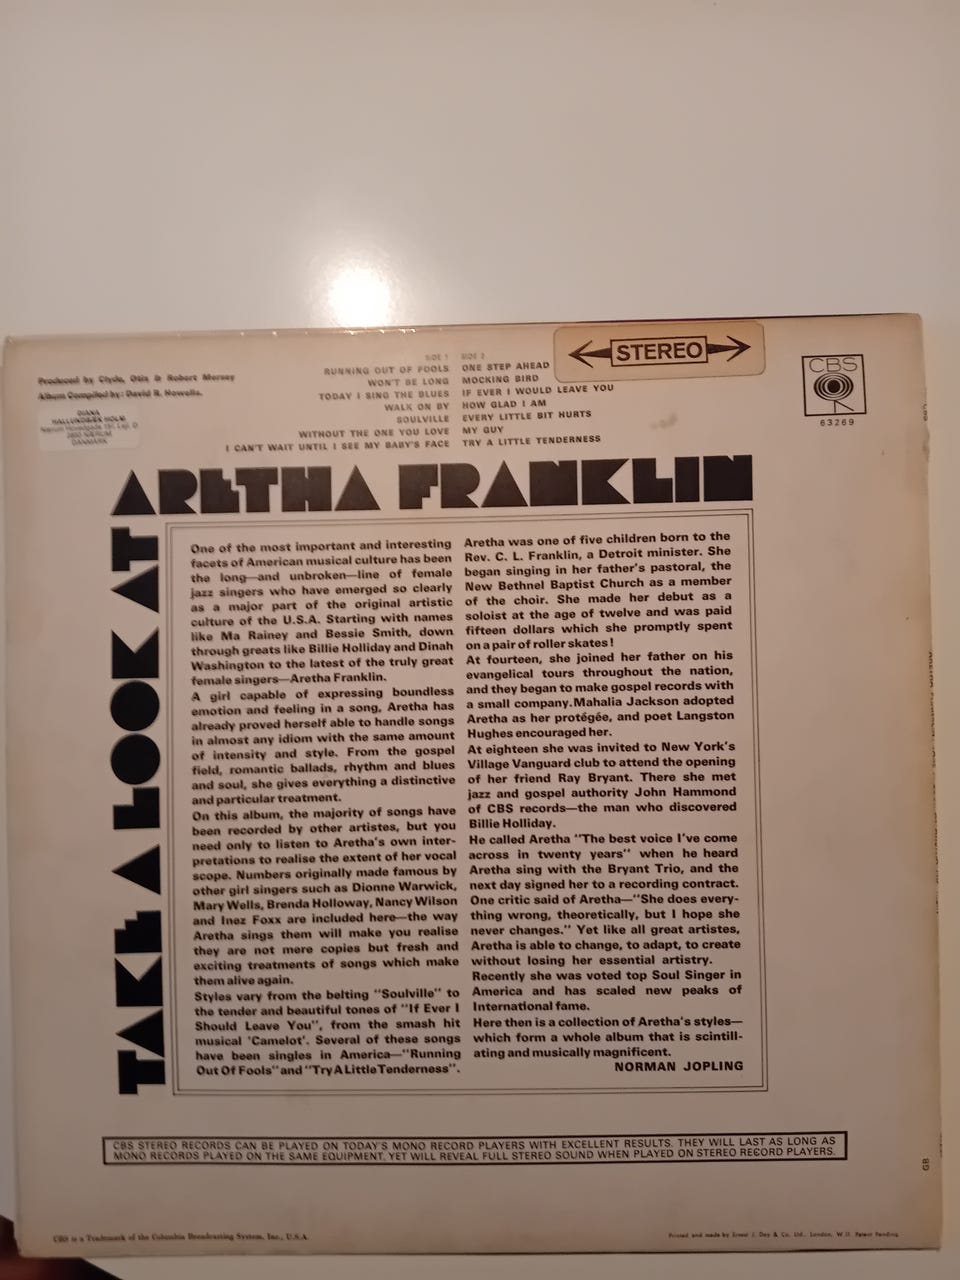 Produced by Clyde, Otis & Robert Mersey
Album Compiled by: David R. Howells.
DIANA
HALLUNDBÆK HOLM
DENMARK
SIDE 1
RUNNING OUT OF FOOLS
WON'T BE LONG
TODAY I SING THE BLUES
WALK ON BY
SOULVILLE
WITHOUT THE ONE YOU LOVE
I CAN'T WAIT UNTIL I SEE MY BABY'S FACE
SIDE 2
ONE STEP AHEAD
MOCKING BIRD
IF EVER I WOULD LEAVE YOU
HOW GLAD I AM
EVERY LITTLE BIT HURTS
MY GUY
TRY A LITTLE TENDERNESS
STEREO
CBS
63269
TAKE A LOOK AT
ARETHA FRANKLIN
One of the most important and interesting
facets of American musical culture has been
the long—and unbroken—line of female
jazz singers who have emerged so clearly
as a major part of the original artistic
culture of the U.S.A. Starting with names
like Ma Rainey and Bessie Smith, down
through greats like Billie Holliday and Dinah
Washington to the latest of the truly great
female singers—Aretha Franklin.
A girl capable of expressing boundless
emotion and feeling in a song, Aretha has
already proved herself able to handle songs
in almost any idiom with the same amount
of intensity and style. From the gospel
field, romantic ballads, rhythm and blues
and soul, she gives everything a distinctive
and particular treatment.
On this album, the majority of songs have
been recorded by other artistes, but you
need only to listen to Aretha's own inter-
pretations to realise the extent of her vocal
scope. Numbers originally made famous by
other girl singers such as Dionne Warwick,
Mary Wells, Brenda Holloway, Nancy Wilson
and Inez Foxx are included here—the way
Aretha sings them will make you realise
they are not mere copies but fresh and
exciting treatments of songs which make
them alive again.
Styles vary from the belting "Soulville" to
the tender and beautiful tones of "If Ever I
Should Leave You", from the smash hit
musical 'Camelot'. Several of these songs
have been singles in America—"Running
Out Of Fools" and "Try A Little Tenderness".
Aretha was one of five children born to the
Rev. C. L. Franklin, a Detroit minister. She
began singing in her father's pastoral, the
New Bethnel Baptist Church as a member
of the choir. She made her debut as a
soloist at the age of twelve and was paid
fifteen dollars which she promptly spent
on a pair of roller skates!
At fourteen, she joined her father on his
evangelical tours throughout the nation,
and they began to make gospel records with
a small company. Mahalia Jackson adopted
Aretha as her protégée, and poet Langston
Hughes encouraged her.
At eighteen she was invited to New York's
Village Vanguard club to attend the opening
of her friend Ray Bryant. There she met
jazz and gospel authority John Hammond
of CBS records—the man who discovered
Billie Holliday.
He called Aretha "The best voice I've come
across in twenty years" when he heard
Aretha sing with the Bryant Trio, and the
next day signed her to a recording contract.
One critic said of Aretha—"She does every-
thing wrong, theoretically, but I hope she
never changes." Yet like all great artistes,
Aretha is able to change, to adapt, to create
without losing her essential artistry.
Recently she was voted top Soul Singer in
America and has scaled new peaks of
International fame.
Here then is a collection of Aretha's styles—
which form a whole album that is scintill-
ating and musically magnificent.
NORMAN JOPLING
CBS STEREO RECORDS CAN BE PLAYED ON TODAY'S MONO RECORD PLAYERS WITH EXCELLENT RESULTS. THEY WILL LAST AS LONG AS
MONO RECORDS PLAYED ON THE SAME EQUIPMENT, YET WILL REVEAL FULL STEREO SOUND WHEN PLAYED ON STEREO RECORD PLAYERS.
GB
CBS is a Trademark of the Columbia Broadcasting System, Inc., U.S.A.
Printed and made by Ernest J. Day & Co. Ltd., London, W.11. Patent Pending